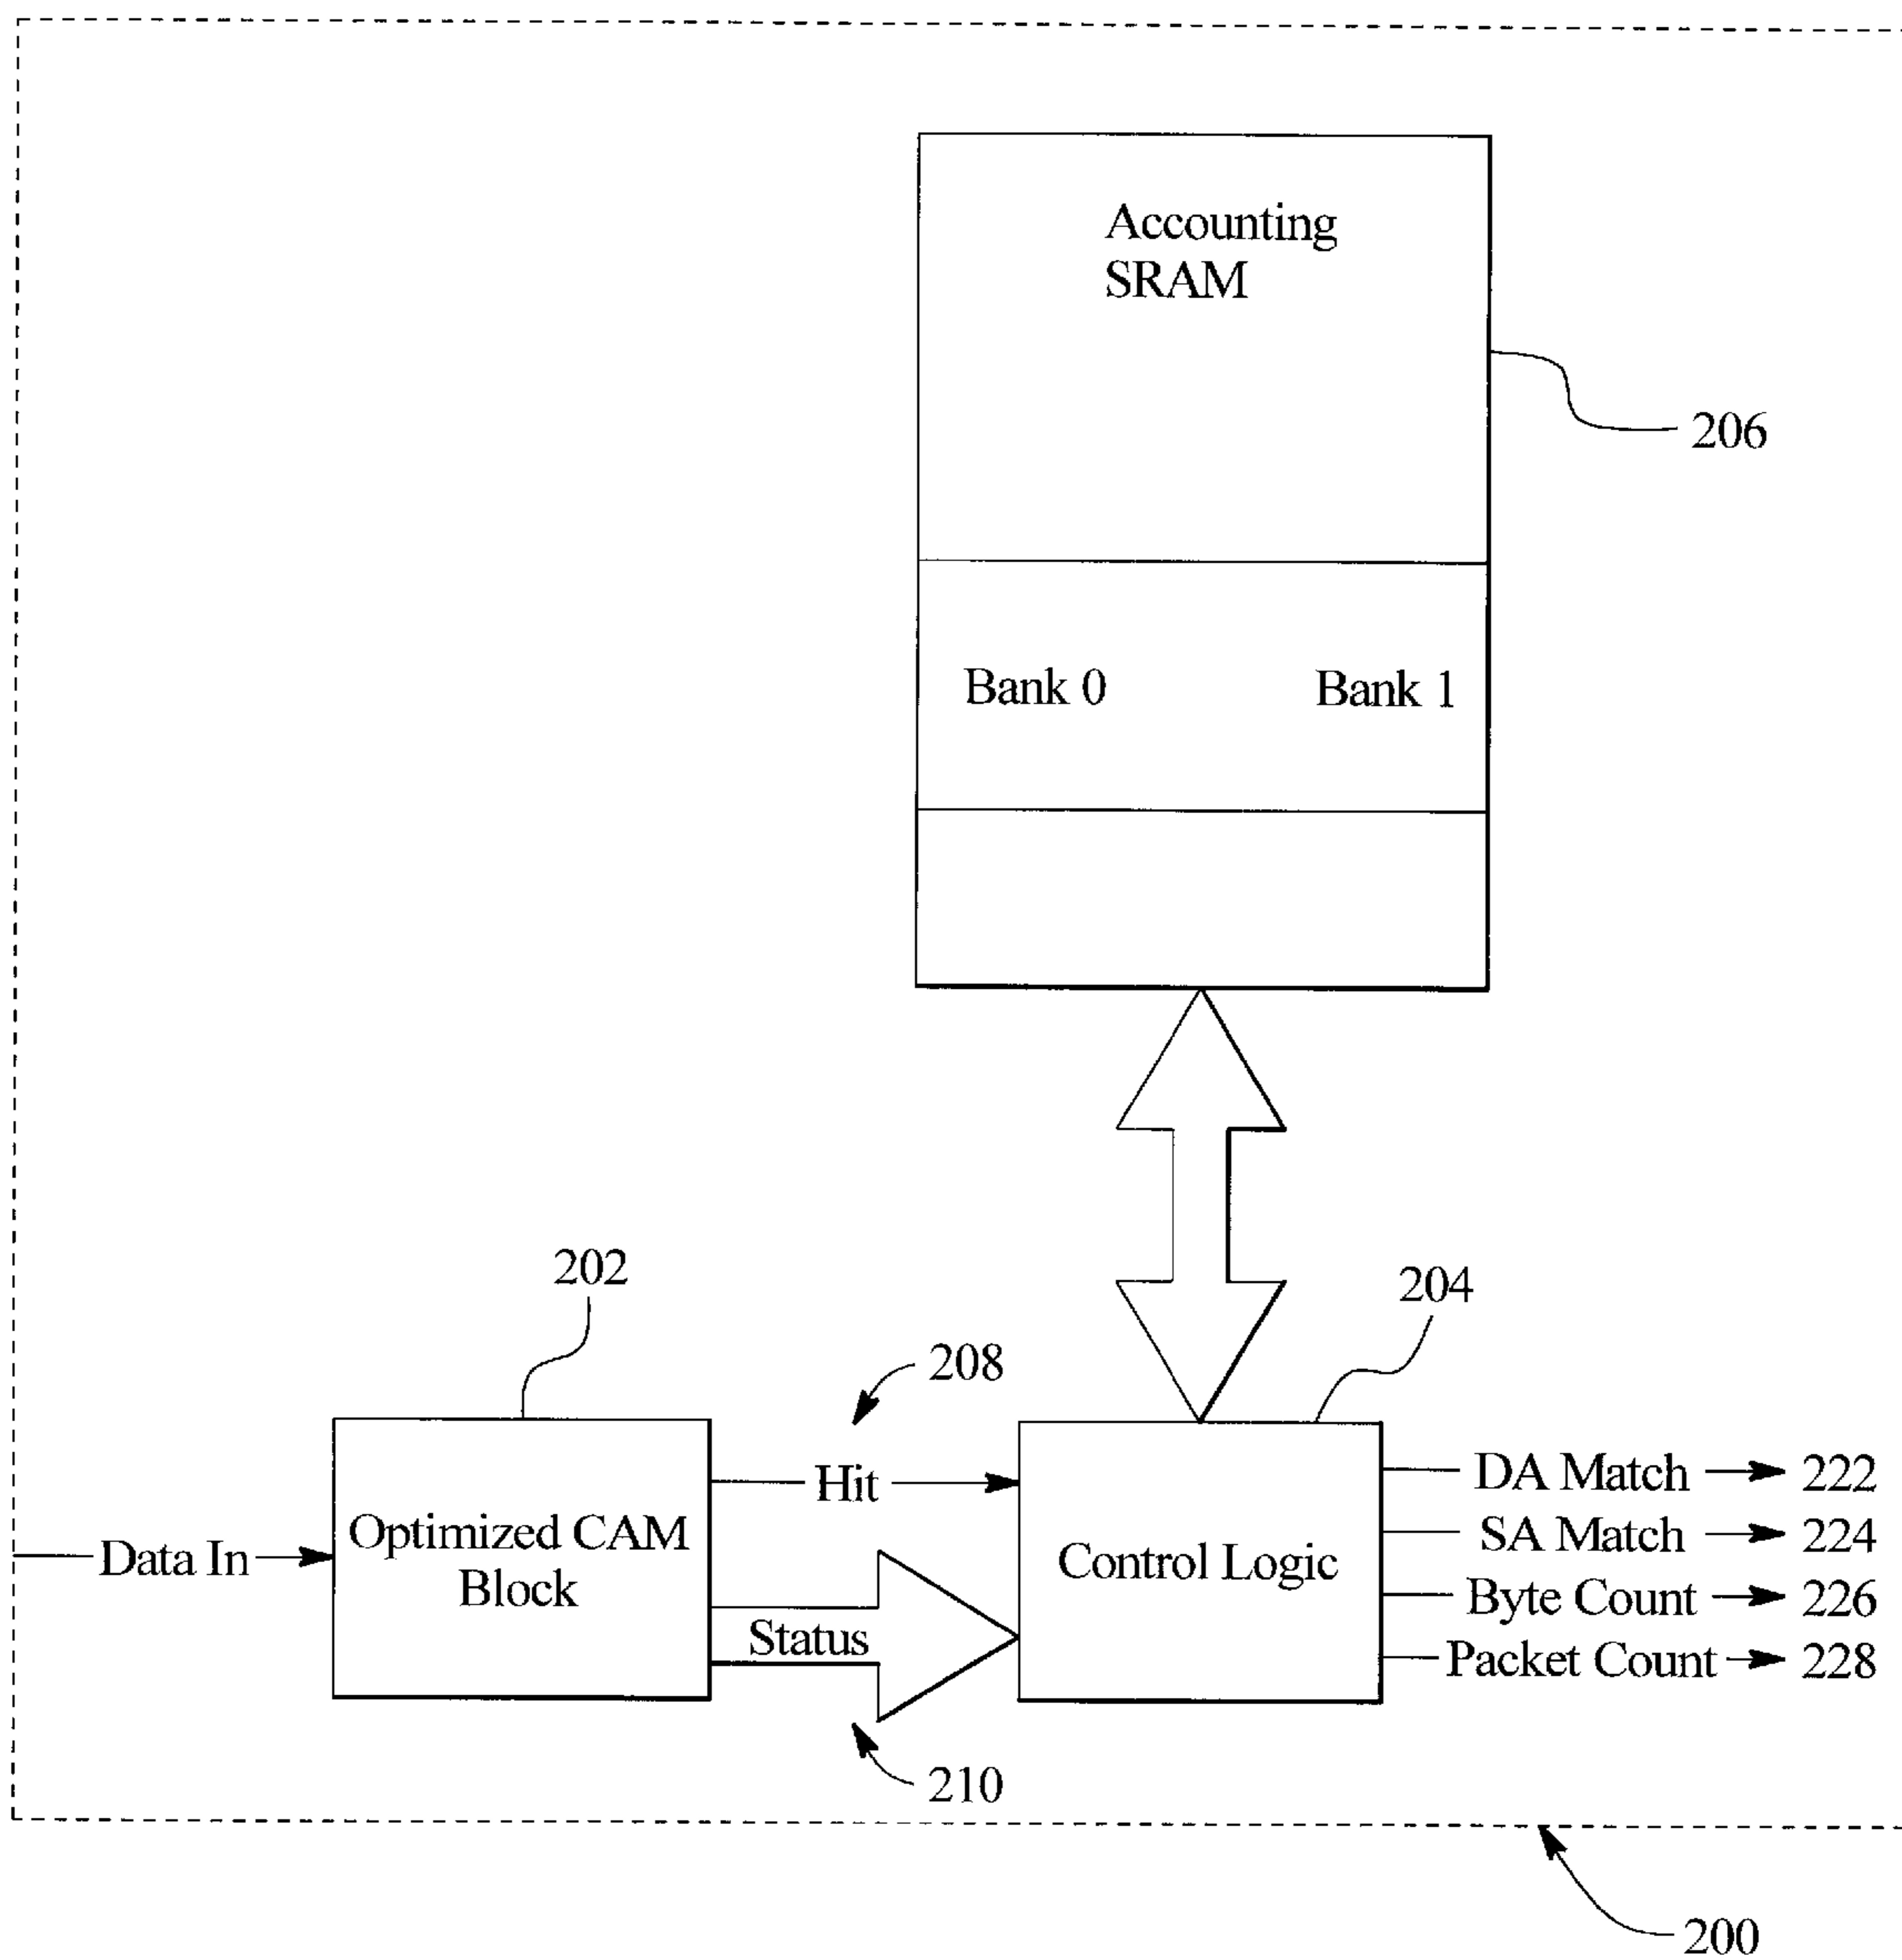 Accounting
SRAM
206
Bank 0
Bank 1
202
204
208
Hit
DA Match
222
Optimized CAM
Block
Data In
Control Logic
SA Match
224
Byte Count
226
Status
Packet Count
228
210
200